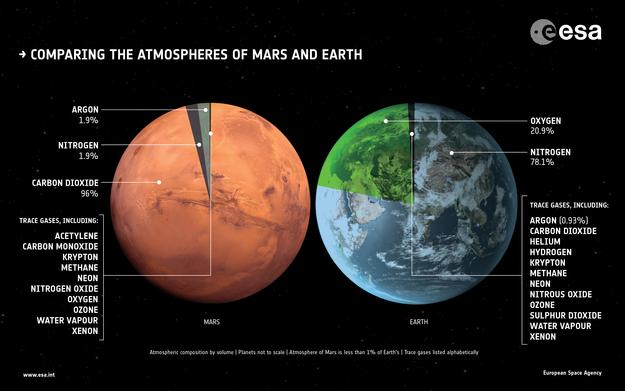 esa
→ COMPARING THE ATMOSPHERES OF MARS AND EARTH
ARGON
1.9%
NITROGEN
1.9%
CARBON DIOXIDE
96%
TRACE GASES, INCLUDING:
ACETYLENE
CARBON MONOXIDE
KRYPTON
METHANE
NEON
NITROGEN OXIDE
OXYGEN
OZONE
WATER VAPOUR
XENON
MARS
OXYGEN
20.9%
NITROGEN
78.1%
TRACE GASES, INCLUDING:
ARGON (0.93%)
CARBON DIOXIDE
HELIUM
HYDROGEN
KRYPTON
METHANE
NEON
NITROUS OXIDE
OZONE
SULPHUR DIOXIDE
WATER VAPOUR
XENON
EARTH
Atmospheric composition by volume | Planets not to scale | Atmosphere of Mars is less than 1% of Earth's | Trace gases listed alphabetically
www.esa.int
European Space Agency